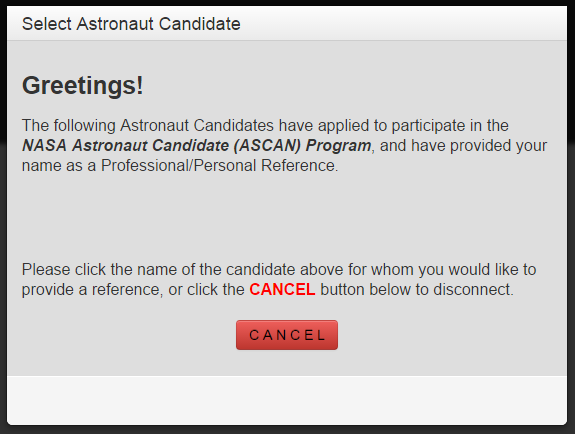 Select Astronaut Candidate
Greetings!
The following Astronaut Candidates have applied to participate in the
NASA Astronaut Candidate (ASCAN) Program, and have provided your
name as a Professional/Personal Reference.
Please click the name of the candidate above for whom you would like to
provide a reference, or click the CANCEL button below to disconnect.
CANCEL